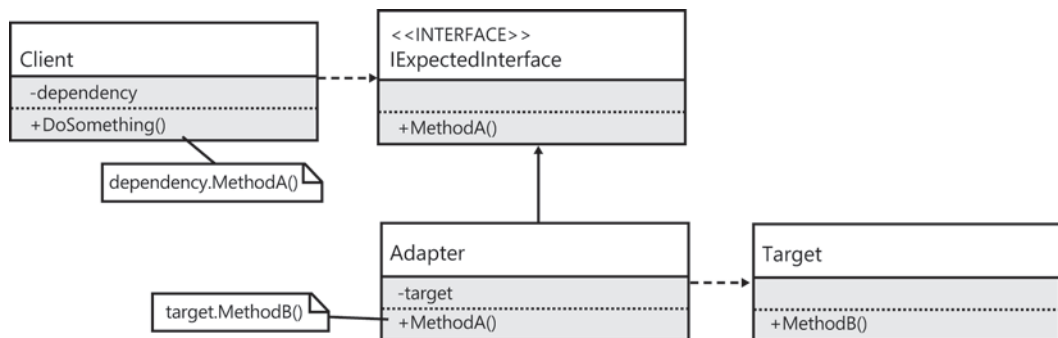 Client
-dependency
+DoSomething()
dependency.MethodA()
<<INTERFACE>>
IExpectedInterface
+MethodA()
Adapter
-target
+MethodA()
target.MethodB()
Target
+MethodB()